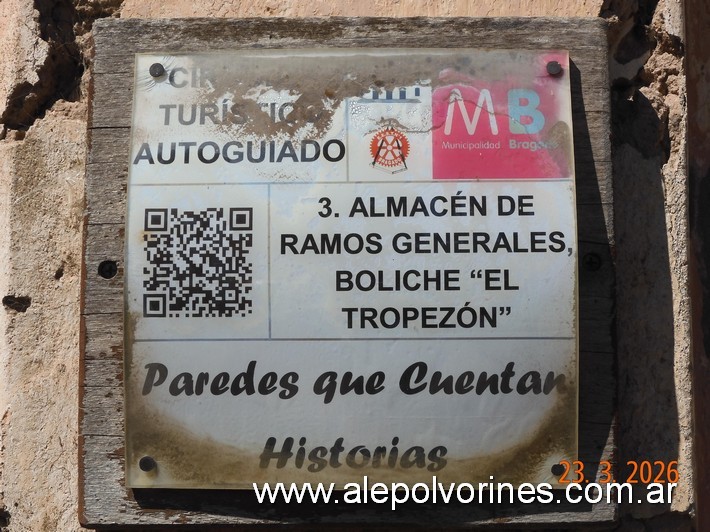 TURÍSTICO
AUTOGUIADO
MB
Municipalidad
3. ALMACÉN DE
RAMOS GENERALES,
BOLICHE “EL
TROPEZÓN”
Paredes que Cuentan
Historias
23. 3. 2026
www.alepolvorines.com.ar